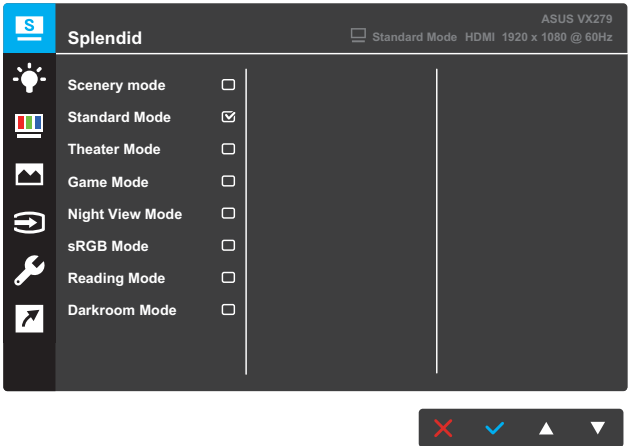 S
ASUS VX279
Splendid
Standard Mode HDMI 1920 x 1080 @ 60Hz
Scenery mode
Standard Mode
Theater Mode
Game Mode
Night View Mode
sRGB Mode
Reading Mode
Darkroom Mode